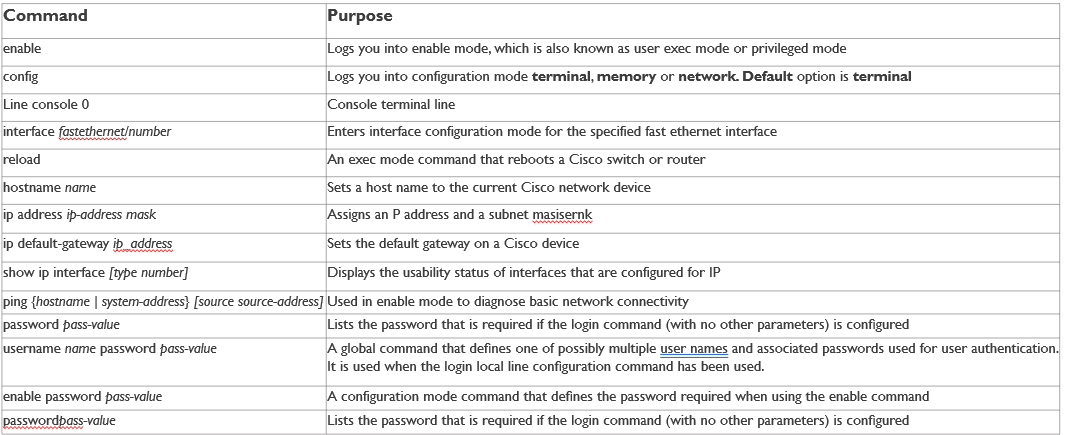 Command Purpose
enable Logs you into enable mode, which is also known as user exec mode or privileged mode
config Logs you into configuration mode terminal, memory or network. Default option is terminal
Line console 0 Console terminal line
interface fastethernet/number Enters interface configuration mode for the specified fast ethernet interface
reload An exec mode command that reboots a Cisco switch or router
hostname name Sets a host name to the current Cisco network device
ip address ip-address mask Assigns an P address and a subnet masisernk
ip default-gateway ip_address Sets the default gateway on a Cisco device
show ip interface [type number] Displays the usability status of interfaces that are configured for IP
ping {hostname | system-address} [source source-address] Used in enable mode to diagnose basic network connectivity
password pass-value Lists the password that is required if the login command (with no other parameters) is configured
username name password pass-value A global command that defines one of possibly multiple user names and associated passwords used for user authentication.
It is used when the login local line configuration command has been used.
enable password pass-value A configuration mode command that defines the password required when using the enable command
passwordpass-value Lists the password that is required if the login command (with no other parameters) is configured